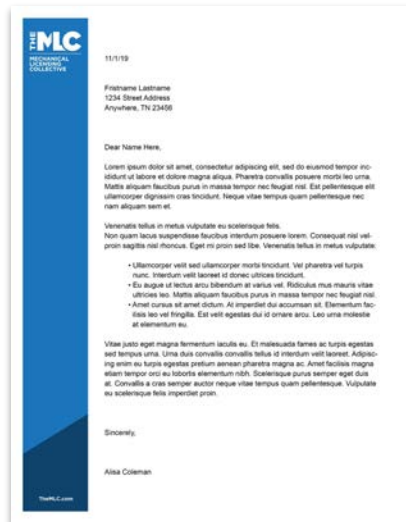 THE MLC
MECHANICAL
LICENSING
COLLECTIVE
11/1/19
Fristname Lastname
1234 Street Address
Anywhere, TN 23456
Dear Name Here,
Lorem ipsum dolor sit amet, consectetur adipiscing elit, sed do eiusmod tempor inc-
ididunt ut labore et dolore magna aliqua. Pharetra convallis posuere morbi leo urna.
Mattis aliquam faucibus purus in massa tempor nec feugiat nisl. Est pellentesque elit
ullamcorper dignissim cras tincidunt. Neque vitae tempus quam pellentesque nec
nam aliquam sem et.
Venenatis tellus in metus vulputate eu scelerisque felis.
Non quam lacus suspendisse faucibus interdum posuere lorem. Consequat nisl vel-
proin sagittis nisl rhoncus. Eget mi proin sed libe. Venenatis tellus in metus vulputate:
• Ullamcorper velit sed ullamcorper morbi tincidunt. Vel pharetra vel turpis
nunc. Interdum velit laoreet id donec ultrices tincidunt.
• Eu augue ut lectus arcu bibendum at varius vel. Ridiculus mus mauris vitae
ultricies leo. Mattis aliquam faucibus purus in massa tempor nec feugiat nisl.
• Amet cursus sit amet dictum. At imperdiet dui accumsan sit. Elementum fac-
ilisis leo vel fringilla. Est velit egestas dui id ornare arcu. Leo urna molestie
at elementum eu.
Vitae justo eget magna fermentum iaculis eu. Et malesuada fames ac turpis egestas
sed tempus urna. Urna duis convallis convallis tellus id interdum velit laoreet. Adipisc-
ing enim eu turpis egestas pretium aenean pharetra magna ac. Amet facilisis magna
etiam tempor orci eu lobortis elementum nibh. Scelerisque purus semper eget duis
at. Convallis a cras semper auctor neque vitae tempus quam pellentesque. Vulputate
eu scelerisque felis imperdiet proin.
Sincerely,
Alisa Coleman
TheMLC.com